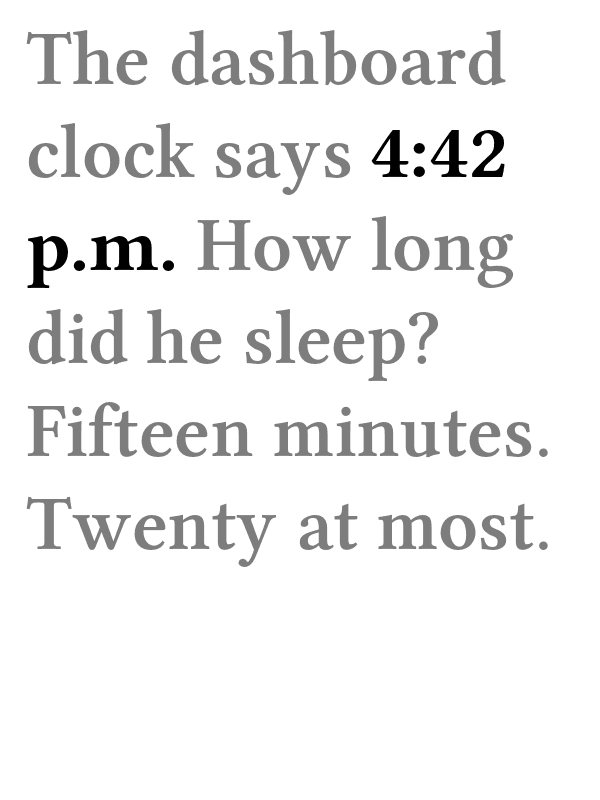 The dashboard
clock says 4:42
p.m. How long
did he sleep?
Fifteen minutes.
Twenty at most.